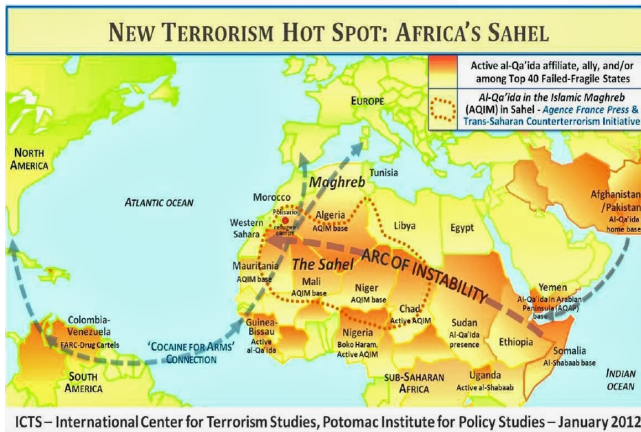 NEW TERRORISM HOT SPOT: AFRICA'S SAHEL
Active al-Qa'ida affiliate, ally, and/or
among Top 40 Failed-Fragile States
Al-Qa'ida in the Islamic Maghreb
(AQIM) in Sahel - Agence France Press &
Trans-Saharan Counterterrorism Initiative
EUROPE
NORTH
AMERICA
ATLANTIC OCEAN
Tunisia
Maghreb
Morocco
Polisario
refugee
camps
Algeria
AQIM base
Libya
Egypt
Western
Sahara
Afghanistan
/Pakistan
Al-Qa'ida
home base
ARC OF INSTABILITY
The Sahel
Mauritania
AQIM base
Mali
AQIM base
Niger
AQIM base
Chad
Active AQIM
Yemen
Al-Qa'ida in Arabian
Peninsula (AQAP) base
Colombia-
Venezuela
FARC-Drug Cartels
'COCAINE FOR ARMS'
CONNECTION
Guinea-
Bissau
Active
al-Qa'ida
Nigeria
Boko Haram,
Active AQIM
Sudan
Al-Qa'ida
presence
Ethiopia
Somalia
Al-Shabaab base
SOUTH
AMERICA
SUB-SAHARAN
AFRICA
Uganda
Active al-Shabaab
INDIAN
OCEAN
ICTS – International Center for Terrorism Studies, Potomac Institute for Policy Studies – January 2012